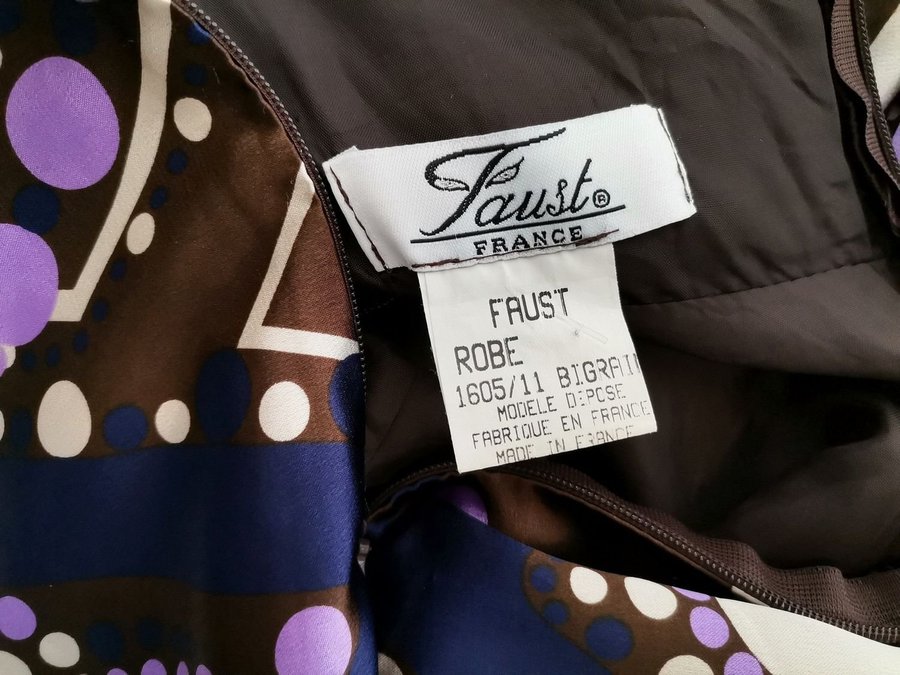 Faust®
FRANCE
FAUST
ROBE
1605/11 BIGRAIN
MODELE DEPOSE
FABRIQUE EN FRANCE
MADE IN FRANCE